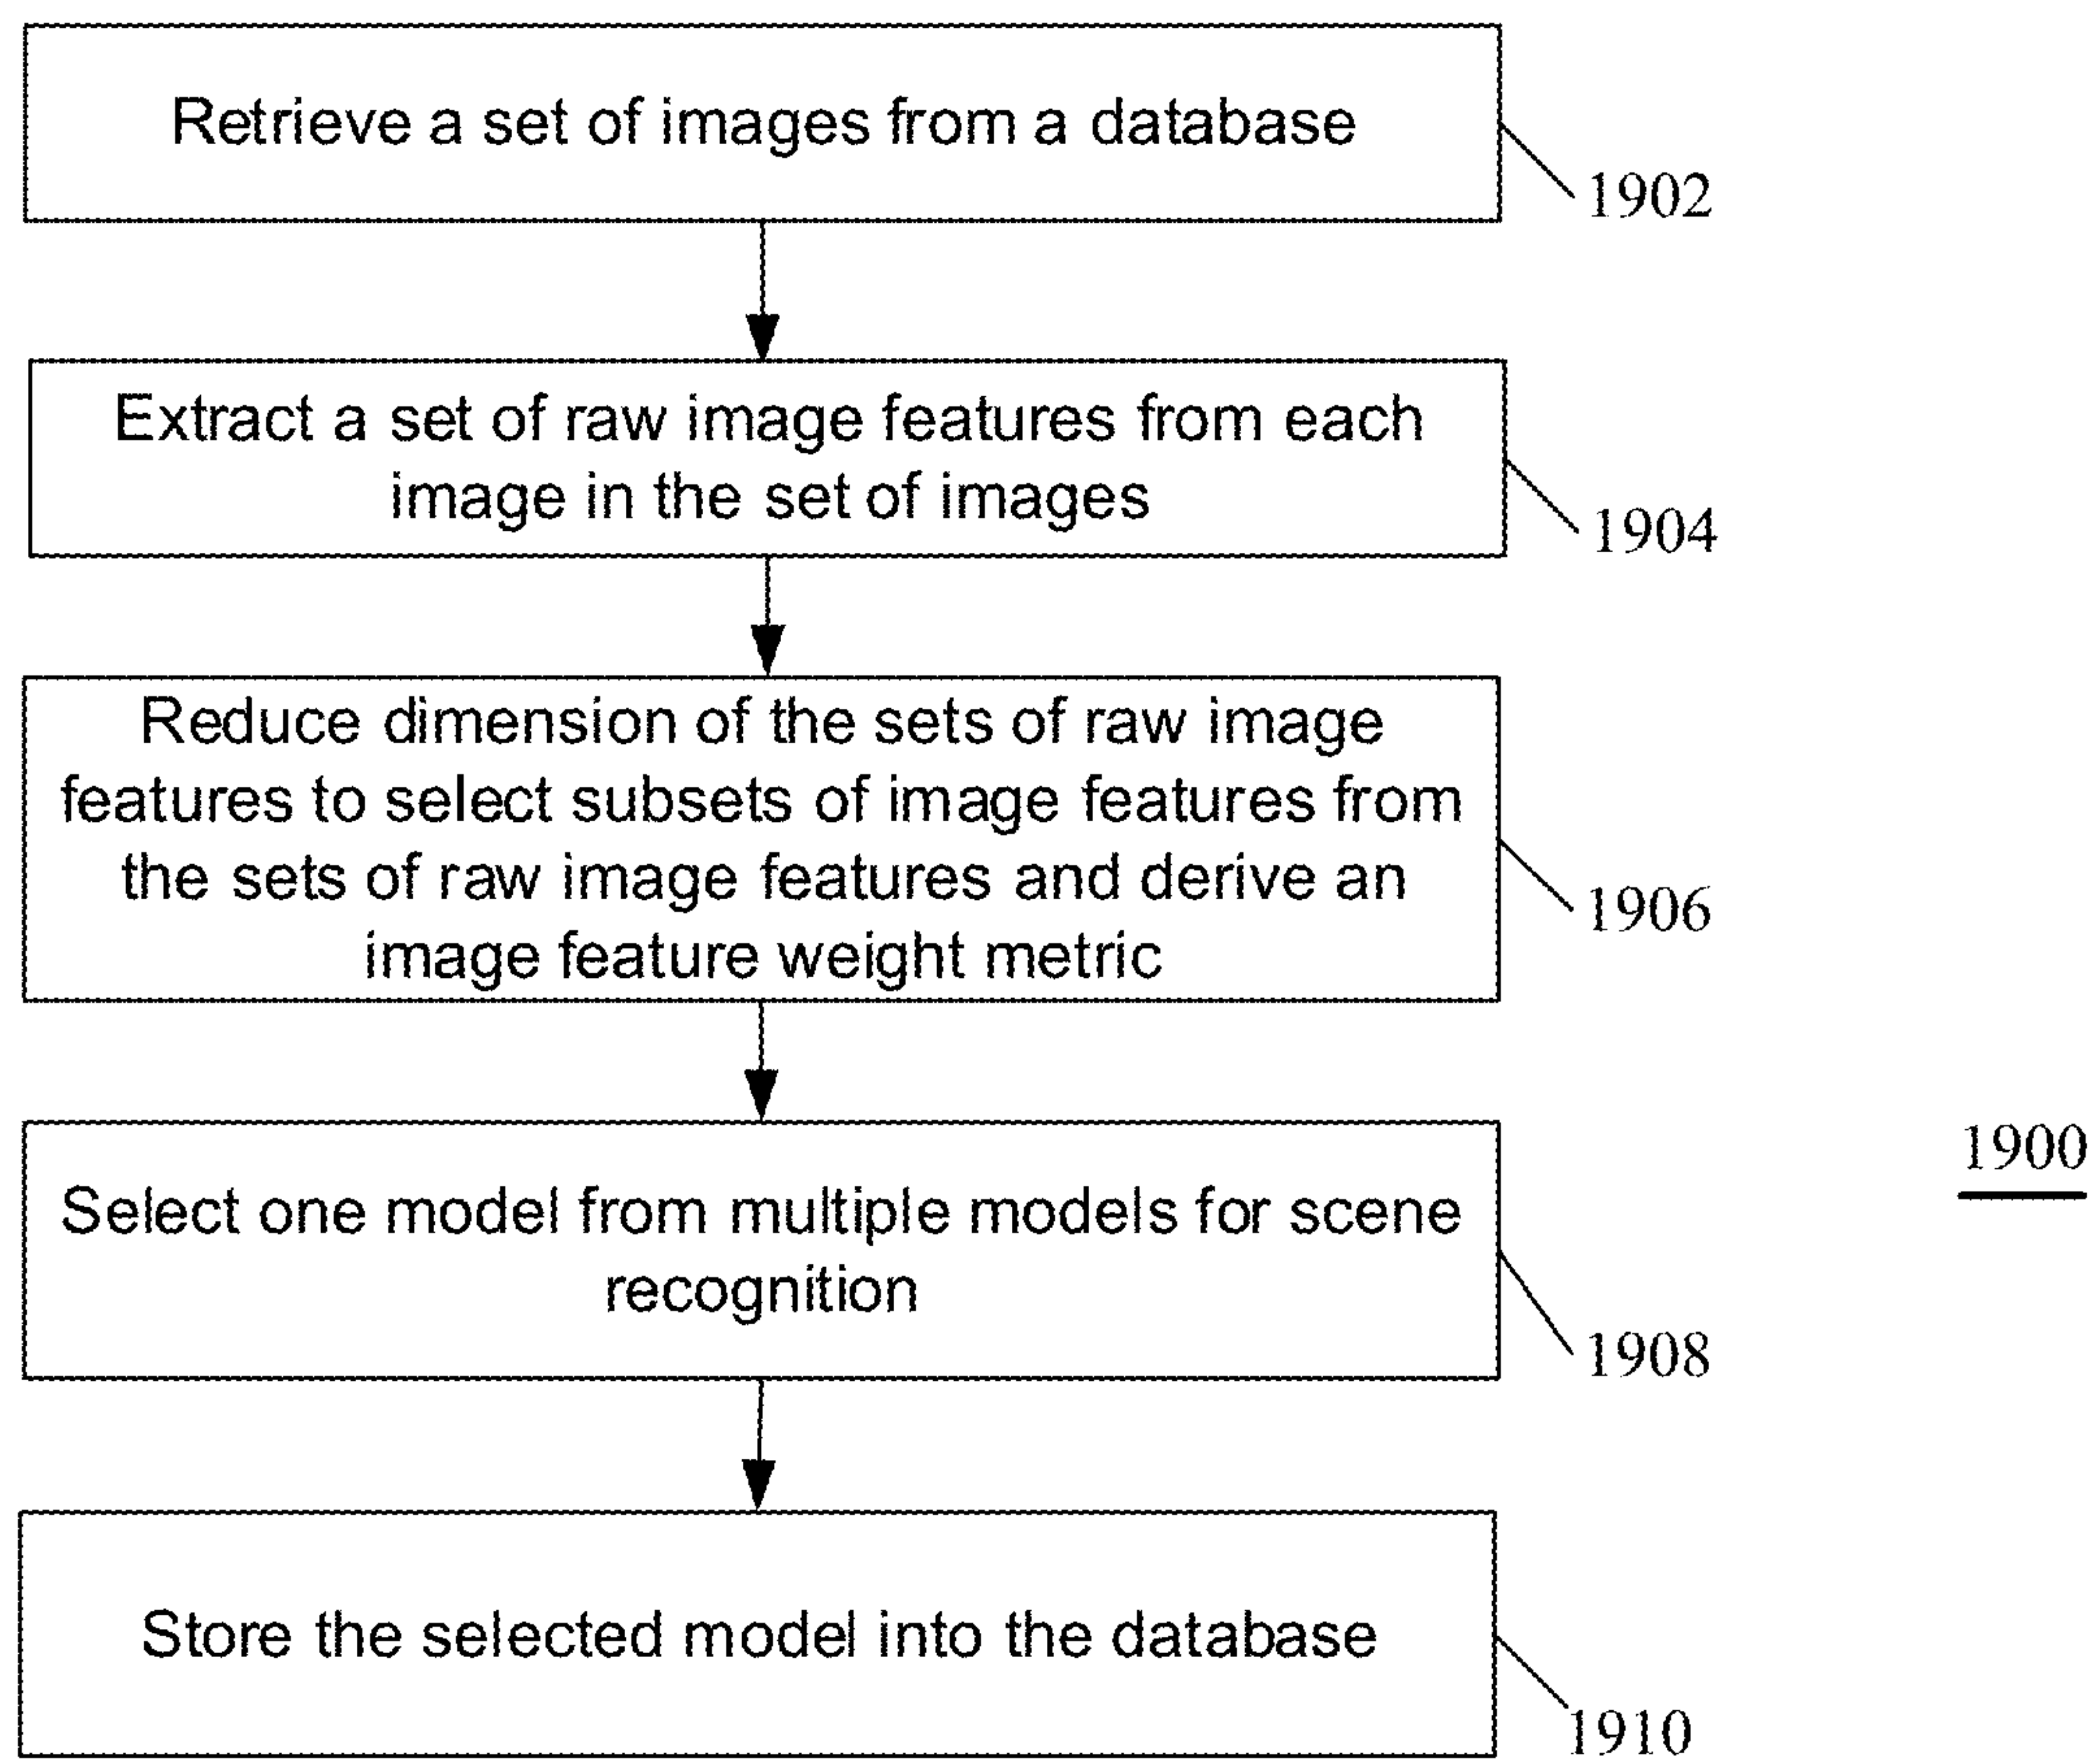 Retrieve a set of images from a database
1902
Extract a set of raw image features from each
image in the set of images
1904
Reduce dimension of the sets of raw image
features to select subsets of image features from
the sets of raw image features and derive an
image feature weight metric
1906
Select one model from multiple models for scene
recognition
1908
1900
Store the selected model into the database
1910